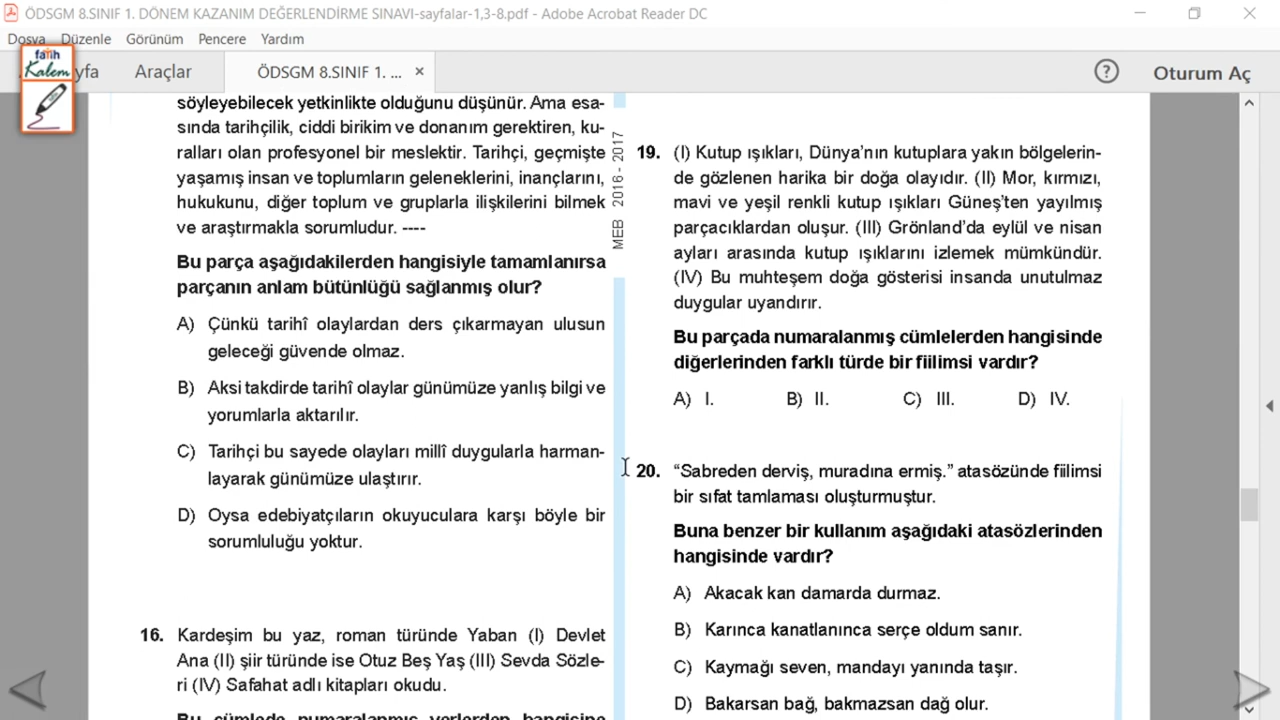 ÖDSGM 8.SINIF 1. DÖNEM KAZANIM DEĞERLENDİRME SINAVI-sayfalar-1,3-8.pdf - Adobe Acrobat Reader DC
Dosya Düzenle Görünüm Pencere Yardım
fatih
Kalem
yfa Araçlar ÖDSGM 8.SINIF 1. ... × ? Oturum Aç
söyleyebilecek yetkinlikte olduğunu düşünür. Ama esa-
sında tarihçilik, ciddi birikim ve donanım gerektiren, ku-
ralları olan profesyonel bir meslektir. Tarihçi, geçmişte
yaşamış insan ve toplumların geleneklerini, inançlarını,
hukukunu, diğer toplum ve gruplarla ilişkilerini bilmek
ve araştırmakla sorumludur. ----
Bu parça aşağıdakilerden hangisiyle tamamlanırsa
parçanın anlam bütünlüğü sağlanmış olur?
A) Çünkü tarihî olaylardan ders çıkarmayan ulusun
geleceği güvende olmaz.
B) Aksi takdirde tarihî olaylar günümüze yanlış bilgi ve
yorumlarla aktarılır.
C) Tarihçi bu sayede olayları millî duygularla harman-
layarak günümüze ulaştırır.
D) Oysa edebiyatçıların okuyuculara karşı böyle bir
sorumluluğu yoktur.
16. Kardeşim bu yaz, roman türünde Yaban (I) Devlet
Ana (II) şiir türünde ise Otuz Beş Yaş (III) Sevda Sözle-
ri (IV) Safahat adlı kitapları okudu.
Bu cümlede numaralanmış yerlerden hangisine
MEB 2016 - 2017
19. (I) Kutup ışıkları, Dünya’nın kutuplara yakın bölgelerin-
de gözlenen harika bir doğa olayıdır. (II) Mor, kırmızı,
mavi ve yeşil renkli kutup ışıkları Güneş’ten yayılmış
parçacıklardan oluşur. (III) Grönland’da eylül ve nisan
ayları arasında kutup ışıklarını izlemek mümkündür.
(IV) Bu muhteşem doğa gösterisi insanda unutulmaz
duygular uyandırır.
Bu parçada numaralanmış cümlelerden hangisinde
diğerlerinden farklı türde bir fiilimsi vardır?
A) I. B) II. C) III. D) IV.
20. “Sabreden derviş, muradına ermiş.” atasözünde fiilimsi
bir sıfat tamlaması oluşturmuştur.
Buna benzer bir kullanım aşağıdaki atasözlerinden
hangisinde vardır?
A) Akacak kan damarda durmaz.
B) Karınca kanatlanınca serçe oldum sanır.
C) Kaymağı seven, mandayı yanında taşır.
D) Bakarsan bağ, bakmazsan dağ olur.